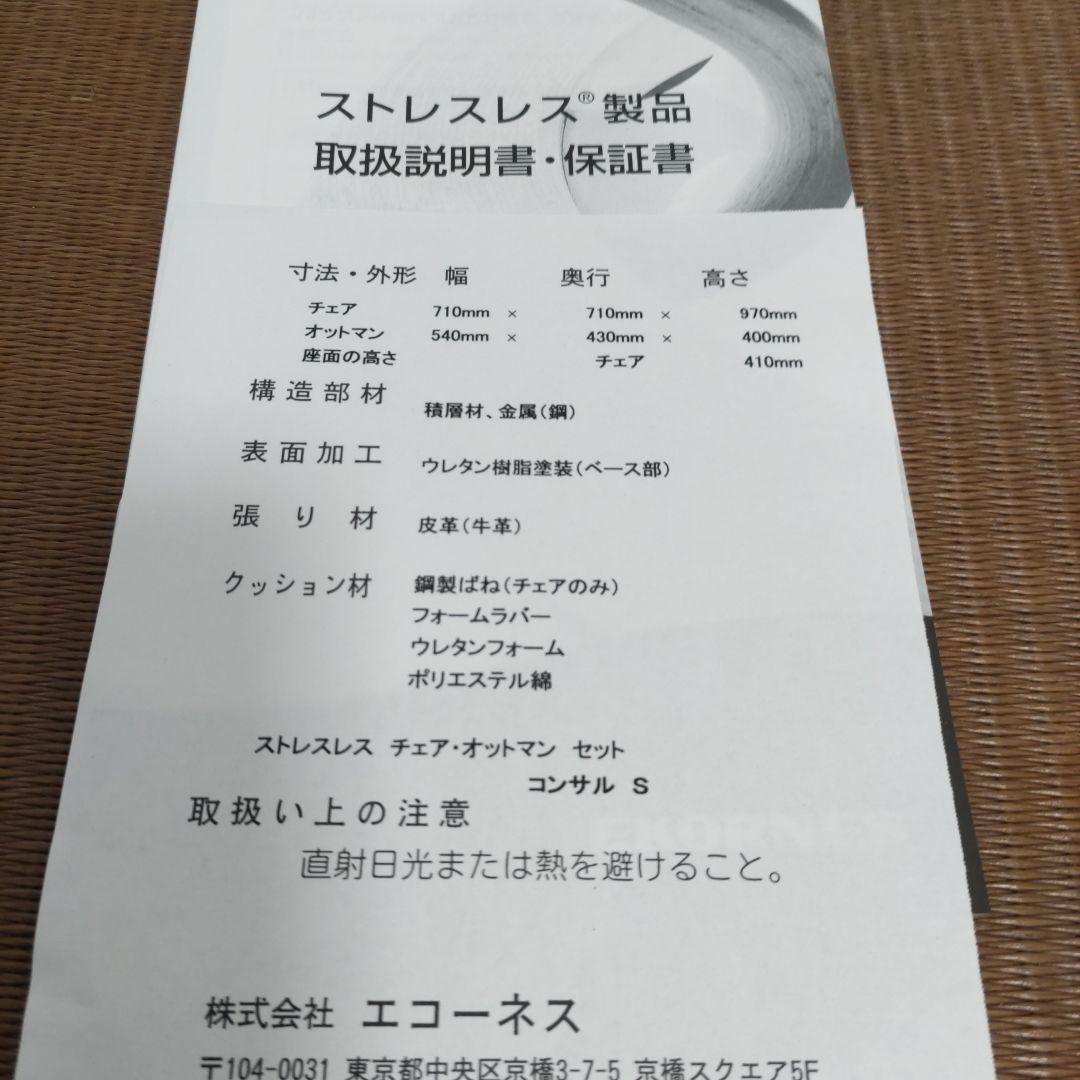 ストレスレス®製品
取扱説明書・保証書
寸法・外形 幅 奥行 高さ
チェア 710mm × 710mm × 970mm
オットマン 540mm × 430mm × 400mm
座面の高さ チェア 410mm
構造部材 積層材、金属(鋼)
表面加工 ウレタン樹脂塗装(ベース部)
張り材 皮革(牛革)
クッション材 鋼製ばね(チェアのみ)
フォームラバー
ウレタンフォーム
ポリエステル綿
ストレスレス チェア・オットマン セット
コンサル S
取扱い上の注意
直射日光または熱を避けること。
株式会社 エコーネス
〒104-0031 東京都中央区京橋3-7-5 京橋スクエア5F